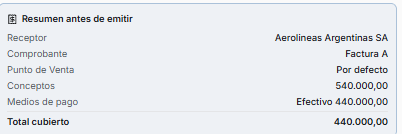 Resumen antes de emitir
Receptor Aerolineas Argentinas SA
Comprobante Factura A
Punto de Venta Por defecto
Conceptos 540.000,00
Medios de pago Efectivo 440.000,00
Total cubierto 440.000,00